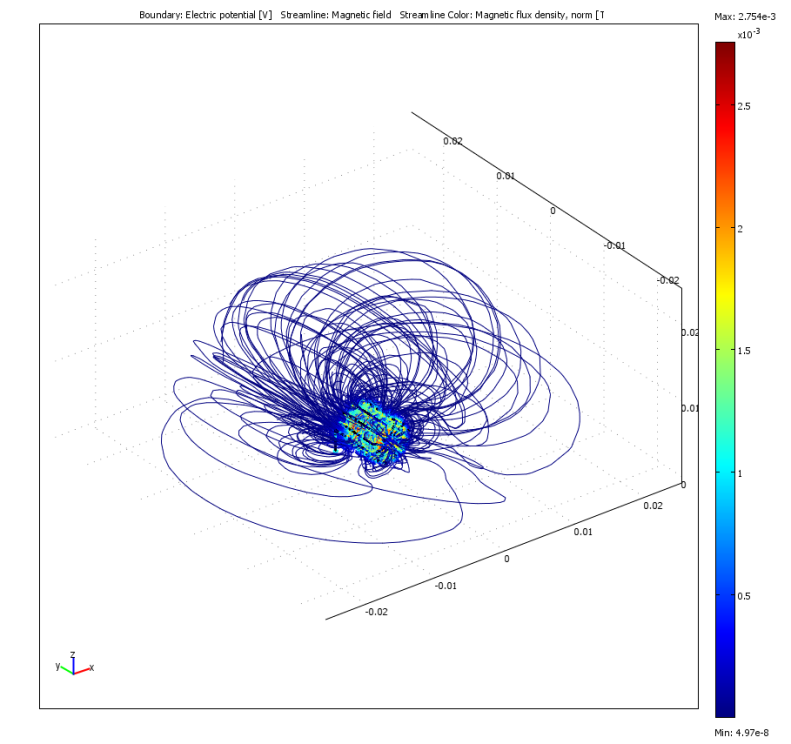 Boundary: Electric potential [V]   Streamline: Magnetic field   Streamline Color: Magnetic flux density, norm [T
Max: 2.754e-3
x10-3
2.5
2
1.5
1
0.5
Min: 4.97e-8
0.02
0.01
0
-0.01
-0.02
0.02
0.01
0
0.02
0.01
0
-0.01
-0.02
z
y
x